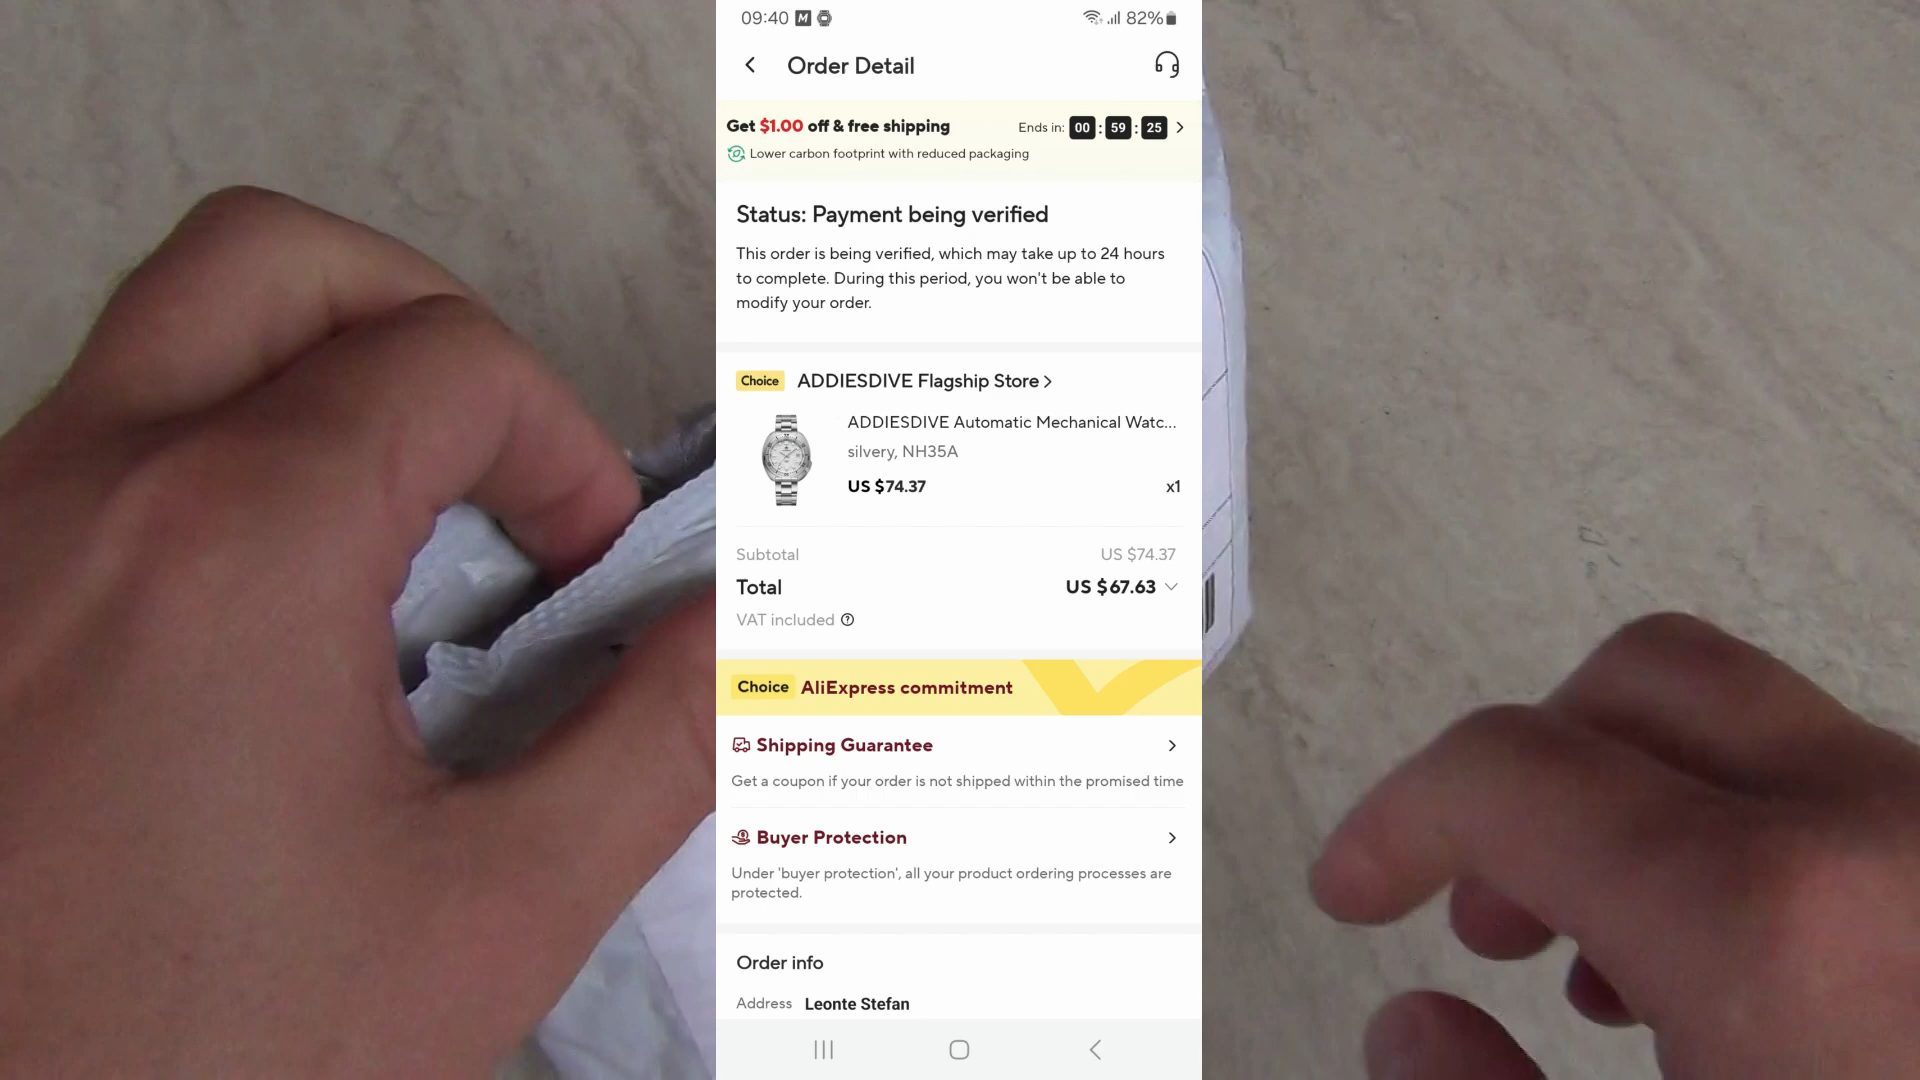 09:40 M 82%
Order Detail
Get $1.00 off & free shipping Ends in: 00 : 59 : 25
Lower carbon footprint with reduced packaging
Status: Payment being verified
This order is being verified, which may take up to 24 hours
to complete. During this period, you won't be able to
modify your order.
Choice ADDIESDIVE Flagship Store
ADDIESDIVE Automatic Mechanical Watc...
silvery, NH35A
US $74.37 x1
Subtotal US $74.37
Total US $67.63
VAT included
Choice AliExpress commitment
Shipping Guarantee
Get a coupon if your order is not shipped within the promised time
Buyer Protection
Under 'buyer protection', all your product ordering processes are
protected.
Order info
Address Leonte Stefan